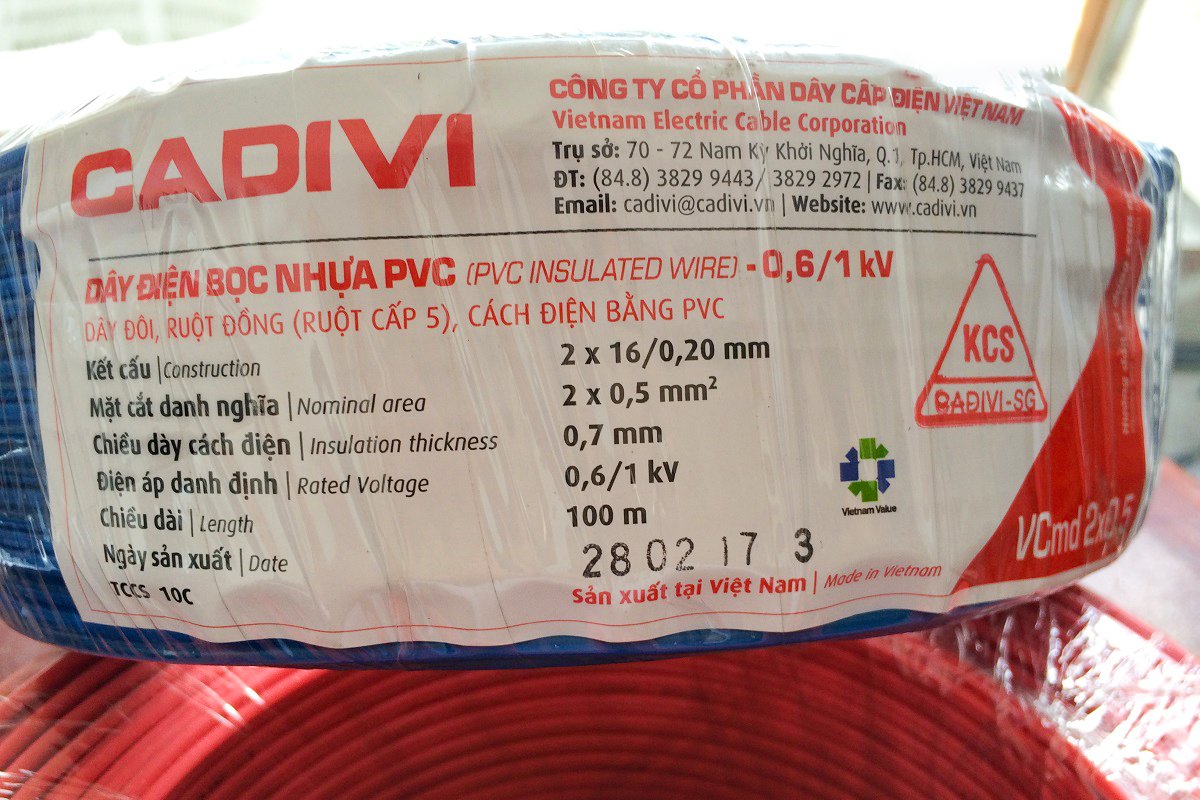 CADIVI
CÔNG TY CỔ PHẦN DÂY CÁP ĐIỆN VIỆT NAM
Vietnam Electric Cable Corporation
Trụ sở: 70 - 72 Nam Kỳ Khởi Nghĩa, Q.1, Tp.HCM, Việt Nam
ĐT: (84.8) 3829 9443/ 3829 2972 | Fax: (84.8) 3829 9437
Email: cadivi@cadivi.vn | Website: www.cadivi.vn
DÂY ĐIỆN BỌC NHỰA PVC (PVC INSULATED WIRE) - 0,6/1 kV
DÂY ĐÔI, RUỘT ĐỒNG (RUỘT CẤP 5), CÁCH ĐIỆN BẰNG PVC
Kết cấu | Construction 2 x 16/0,20 mm
Mặt cắt danh nghĩa | Nominal area 2 x 0,5 mm²
Chiều dày cách điện | Insulation thickness 0,7 mm
Điện áp danh định | Rated Voltage 0,6/1 kV
Chiều dài | Length 100 m
Ngày sản xuất | Date 28 02 17 3
TCCS 10C
Sản xuất tại Việt Nam | Made in Vietnam
KCS
CADIVI-SG
Vietnam Value
VCmd 2x0,5